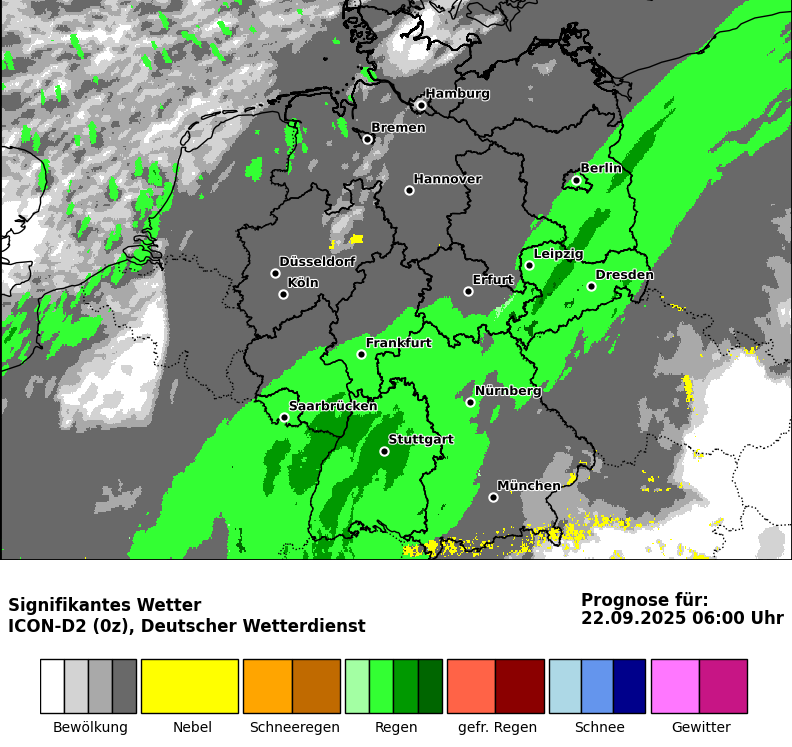 Hamburg
Bremen
Berlin
Hannover
Leipzig
Düsseldorf
Dresden
Köln
Erfurt
Frankfurt
Nürnberg
Saarbrücken
Stuttgart
München
Signifikantes Wetter
ICON-D2 (0z), Deutscher Wetterdienst
Prognose für:
22.09.2025 06:00 Uhr
Bewölkung Nebel Schneeregen Regen gefr. Regen Schnee Gewitter